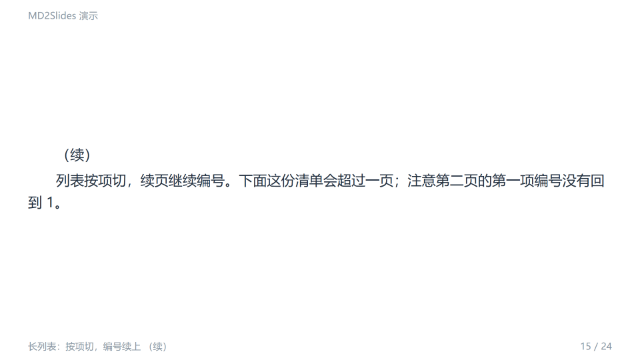 MD2Slides 演示
（续）
列表按项切，续页继续编号。下面这份清单会超过一页；注意第二页的第一项编号没有回
到 1。
长列表：按项切，编号续上 （续）
15 / 24